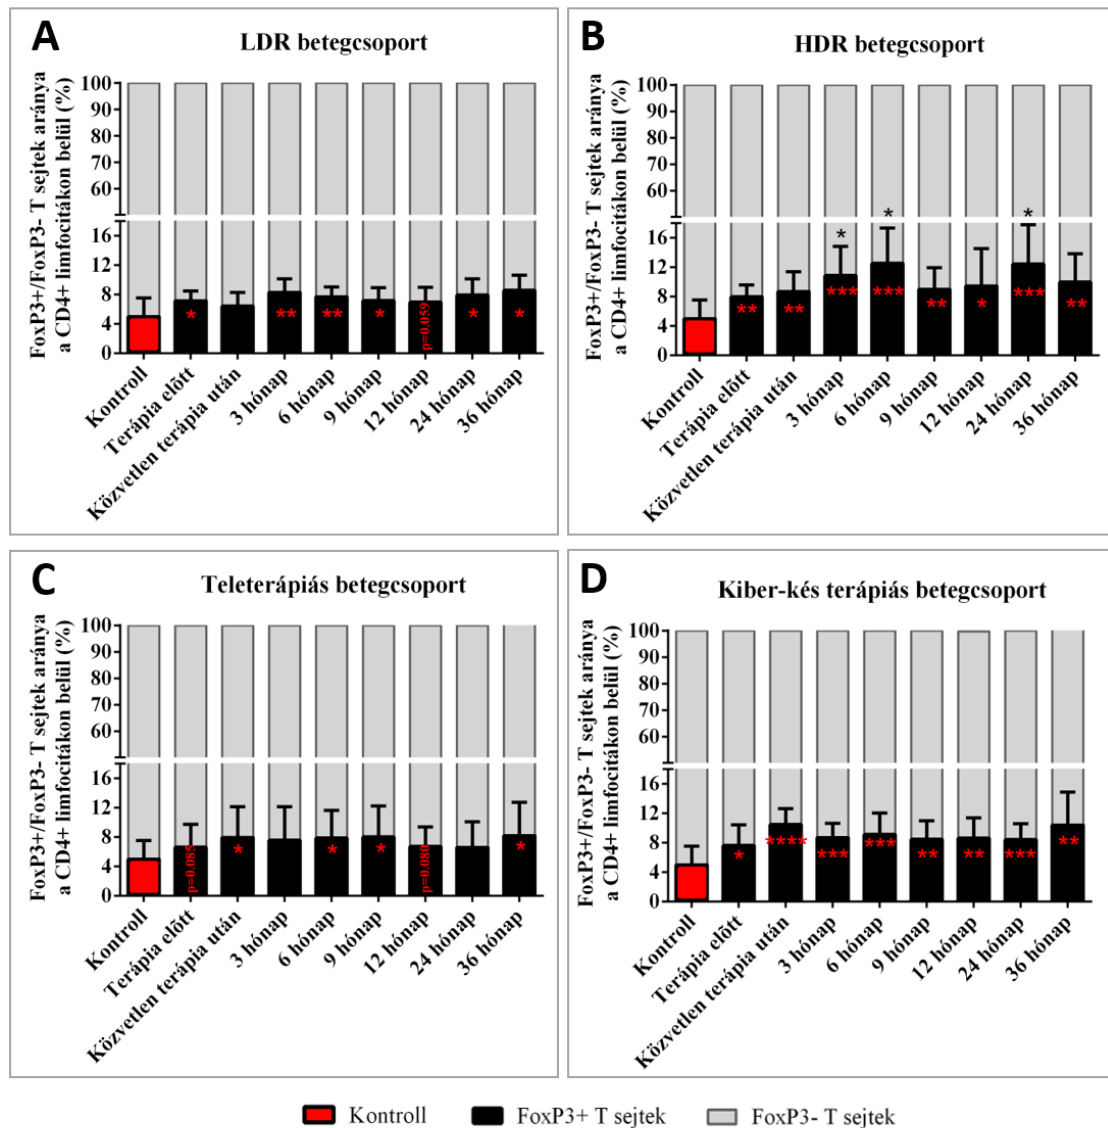 A
LDR betegcsoport
FoxP3+/FoxP3- T sejtek aránya
a CD4+ limfocitákon belül (%)
100
90
80
70
60
16
12
8
4
0
* ** ** * p=0.059 * *
Kontroll
Terápia előtt
Közvetlen terápia után
3 hónap
6 hónap
9 hónap
12 hónap
24 hónap
36 hónap
B
HDR betegcsoport
FoxP3+/FoxP3- T sejtek aránya
a CD4+ limfocitákon belül (%)
100
90
80
70
60
16
12
8
4
0
* * *
** ** *** *** ** * *** **
Kontroll
Terápia előtt
Közvetlen terápia után
3 hónap
6 hónap
9 hónap
12 hónap
24 hónap
36 hónap
C
Teleterápiás betegcsoport
FoxP3+/FoxP3- T sejtek aránya
a CD4+ limfocitákon belül (%)
100
90
80
70
60
16
12
8
4
0
p=0.085 * * * p=0.080 *
Kontroll
Terápia előtt
Közvetlen terápia után
3 hónap
6 hónap
9 hónap
12 hónap
24 hónap
36 hónap
D
Kiber-kés terápiás betegcsoport
FoxP3+/FoxP3- T sejtek aránya
a CD4+ limfocitákon belül (%)
100
90
80
70
60
16
12
8
4
0
* **** *** *** ** ** *** **
Kontroll
Terápia előtt
Közvetlen terápia után
3 hónap
6 hónap
9 hónap
12 hónap
24 hónap
36 hónap
Kontroll
FoxP3+ T sejtek
FoxP3- T sejtek